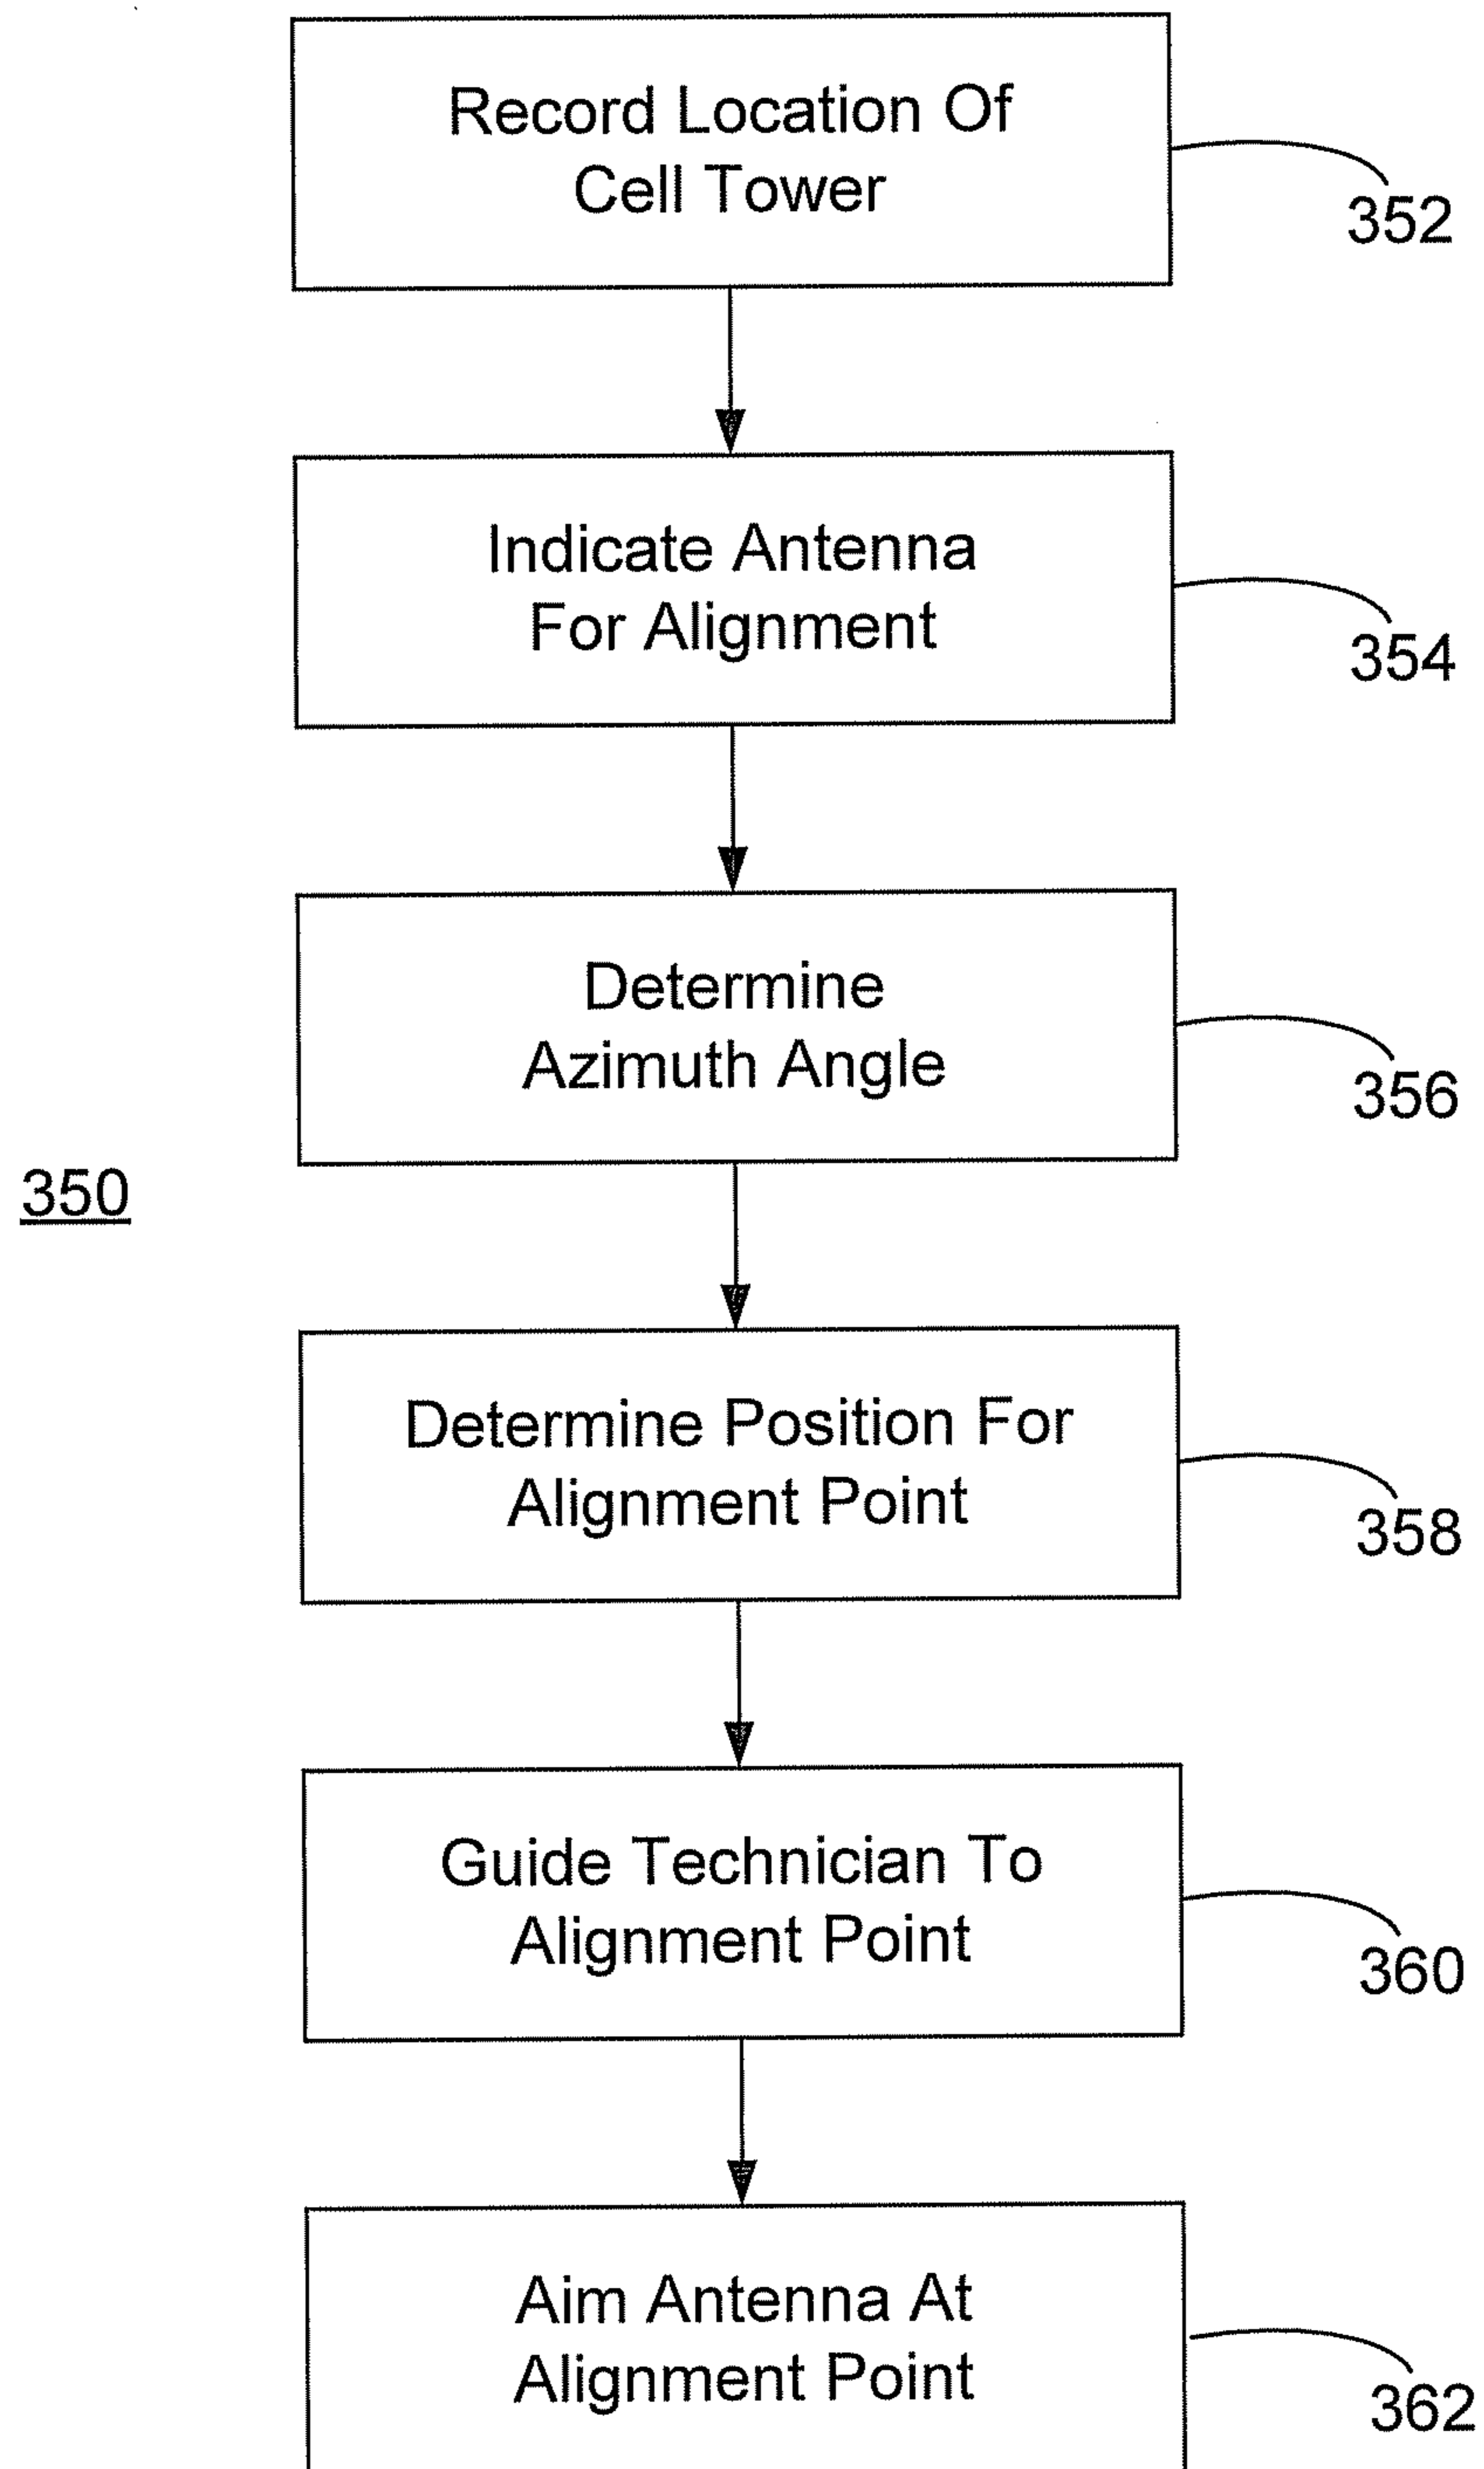 Record Location Of
Cell Tower
352
Indicate Antenna
For Alignment
354
Determine
Azimuth Angle
356
350
Determine Position For
Alignment Point
358
Guide Technician To
Alignment Point
360
Aim Antenna At
Alignment Point
362